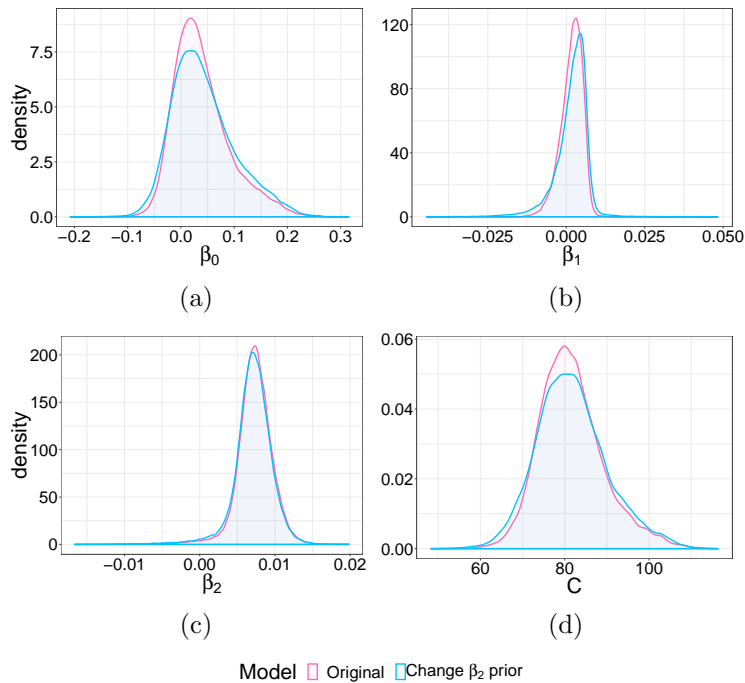 density
7.5
5.0
2.5
0.0
−0.2 −0.1 0.0 0.1 0.2 0.3
β0
(a)
120
80
40
0
−0.025 0.000 0.025 0.050
β1
(b)
density
200
150
100
50
0
−0.01 0.00 0.01 0.02
β2
(c)
0.06
0.04
0.02
0.00
60 80 100
C
(d)
Model Original Change β2 prior